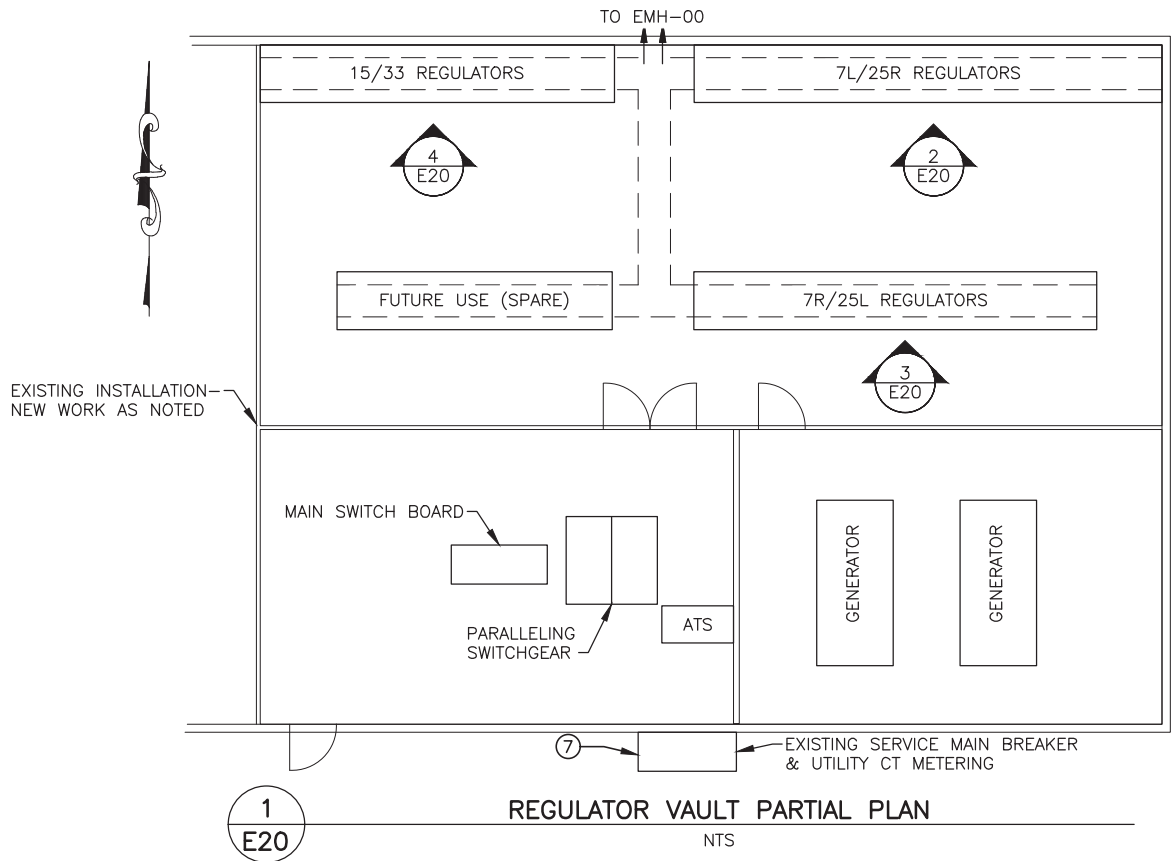 TO EMH-00
15/33 REGULATORS
7L/25R REGULATORS
4
E20
2
E20
FUTURE USE (SPARE)
7R/25L REGULATORS
3
E20
EXISTING INSTALLATION-
NEW WORK AS NOTED
MAIN SWITCH BOARD
PARALLELING
SWITCHGEAR
ATS
GENERATOR
GENERATOR
7
EXISTING SERVICE MAIN BREAKER
& UTILITY CT METERING
1
E20
REGULATOR VAULT PARTIAL PLAN
NTS